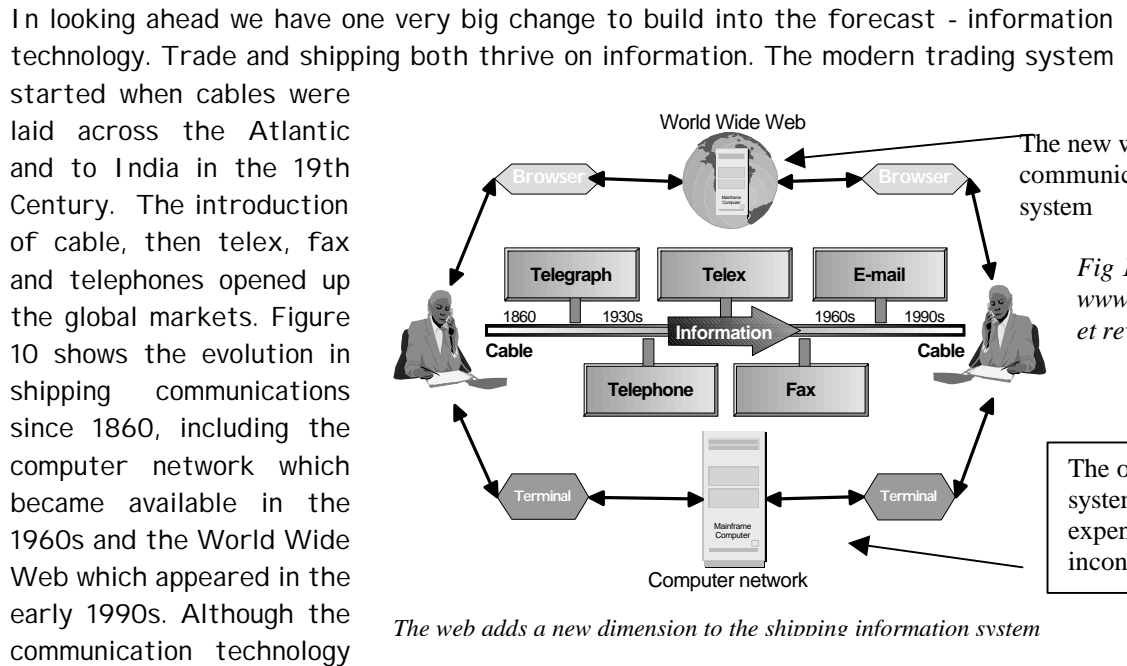 In looking ahead we have one very big change to build into the forecast - information
technology. Trade and shipping both thrive on information. The modern trading system
started when cables were
laid across the Atlantic
and to India in the 19th
Century. The introduction
of cable, then telex, fax
and telephones opened up
the global markets. Figure
10 shows the evolution in
shipping communications
since 1860, including the
computer network which
became available in the
1960s and the World Wide
Web which appeared in the
early 1990s. Although the
communication technology
World Wide Web
Browser
Mainframe
Computer
Browser
The new
system
Telegraph
Telex
E-mail
1860
1930s
Information
1960s
1990s
Cable
Cable
Telephone
Fax
Fig
www
et
Terminal
Mainframe
Computer
Terminal
Computer network
The
The web adds a new dimension to the shipping information system